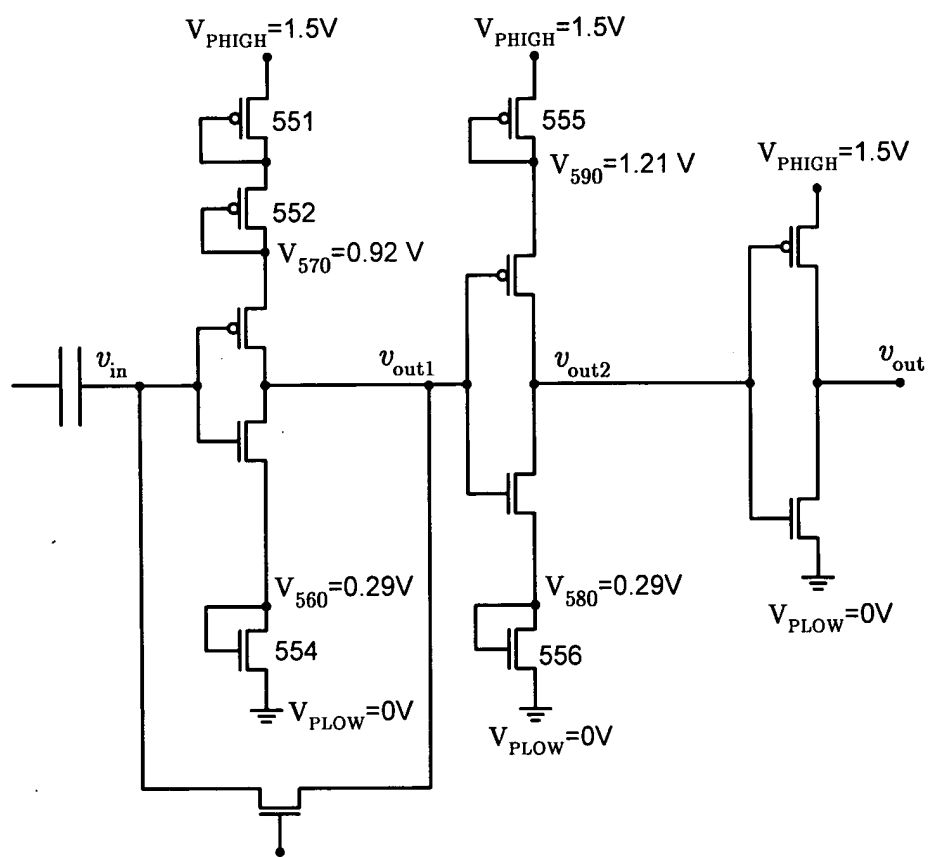 V_PHIGH=1.5V
V_PHIGH=1.5V
551
555
V_PHIGH=1.5V
V_590=1.21 V
552
V_570=0.92 V
v_in
v_out1
v_out2
v_out
V_560=0.29V
V_580=0.29V
V_PLOW=0V
554
556
V_PLOW=0V
V_PLOW=0V